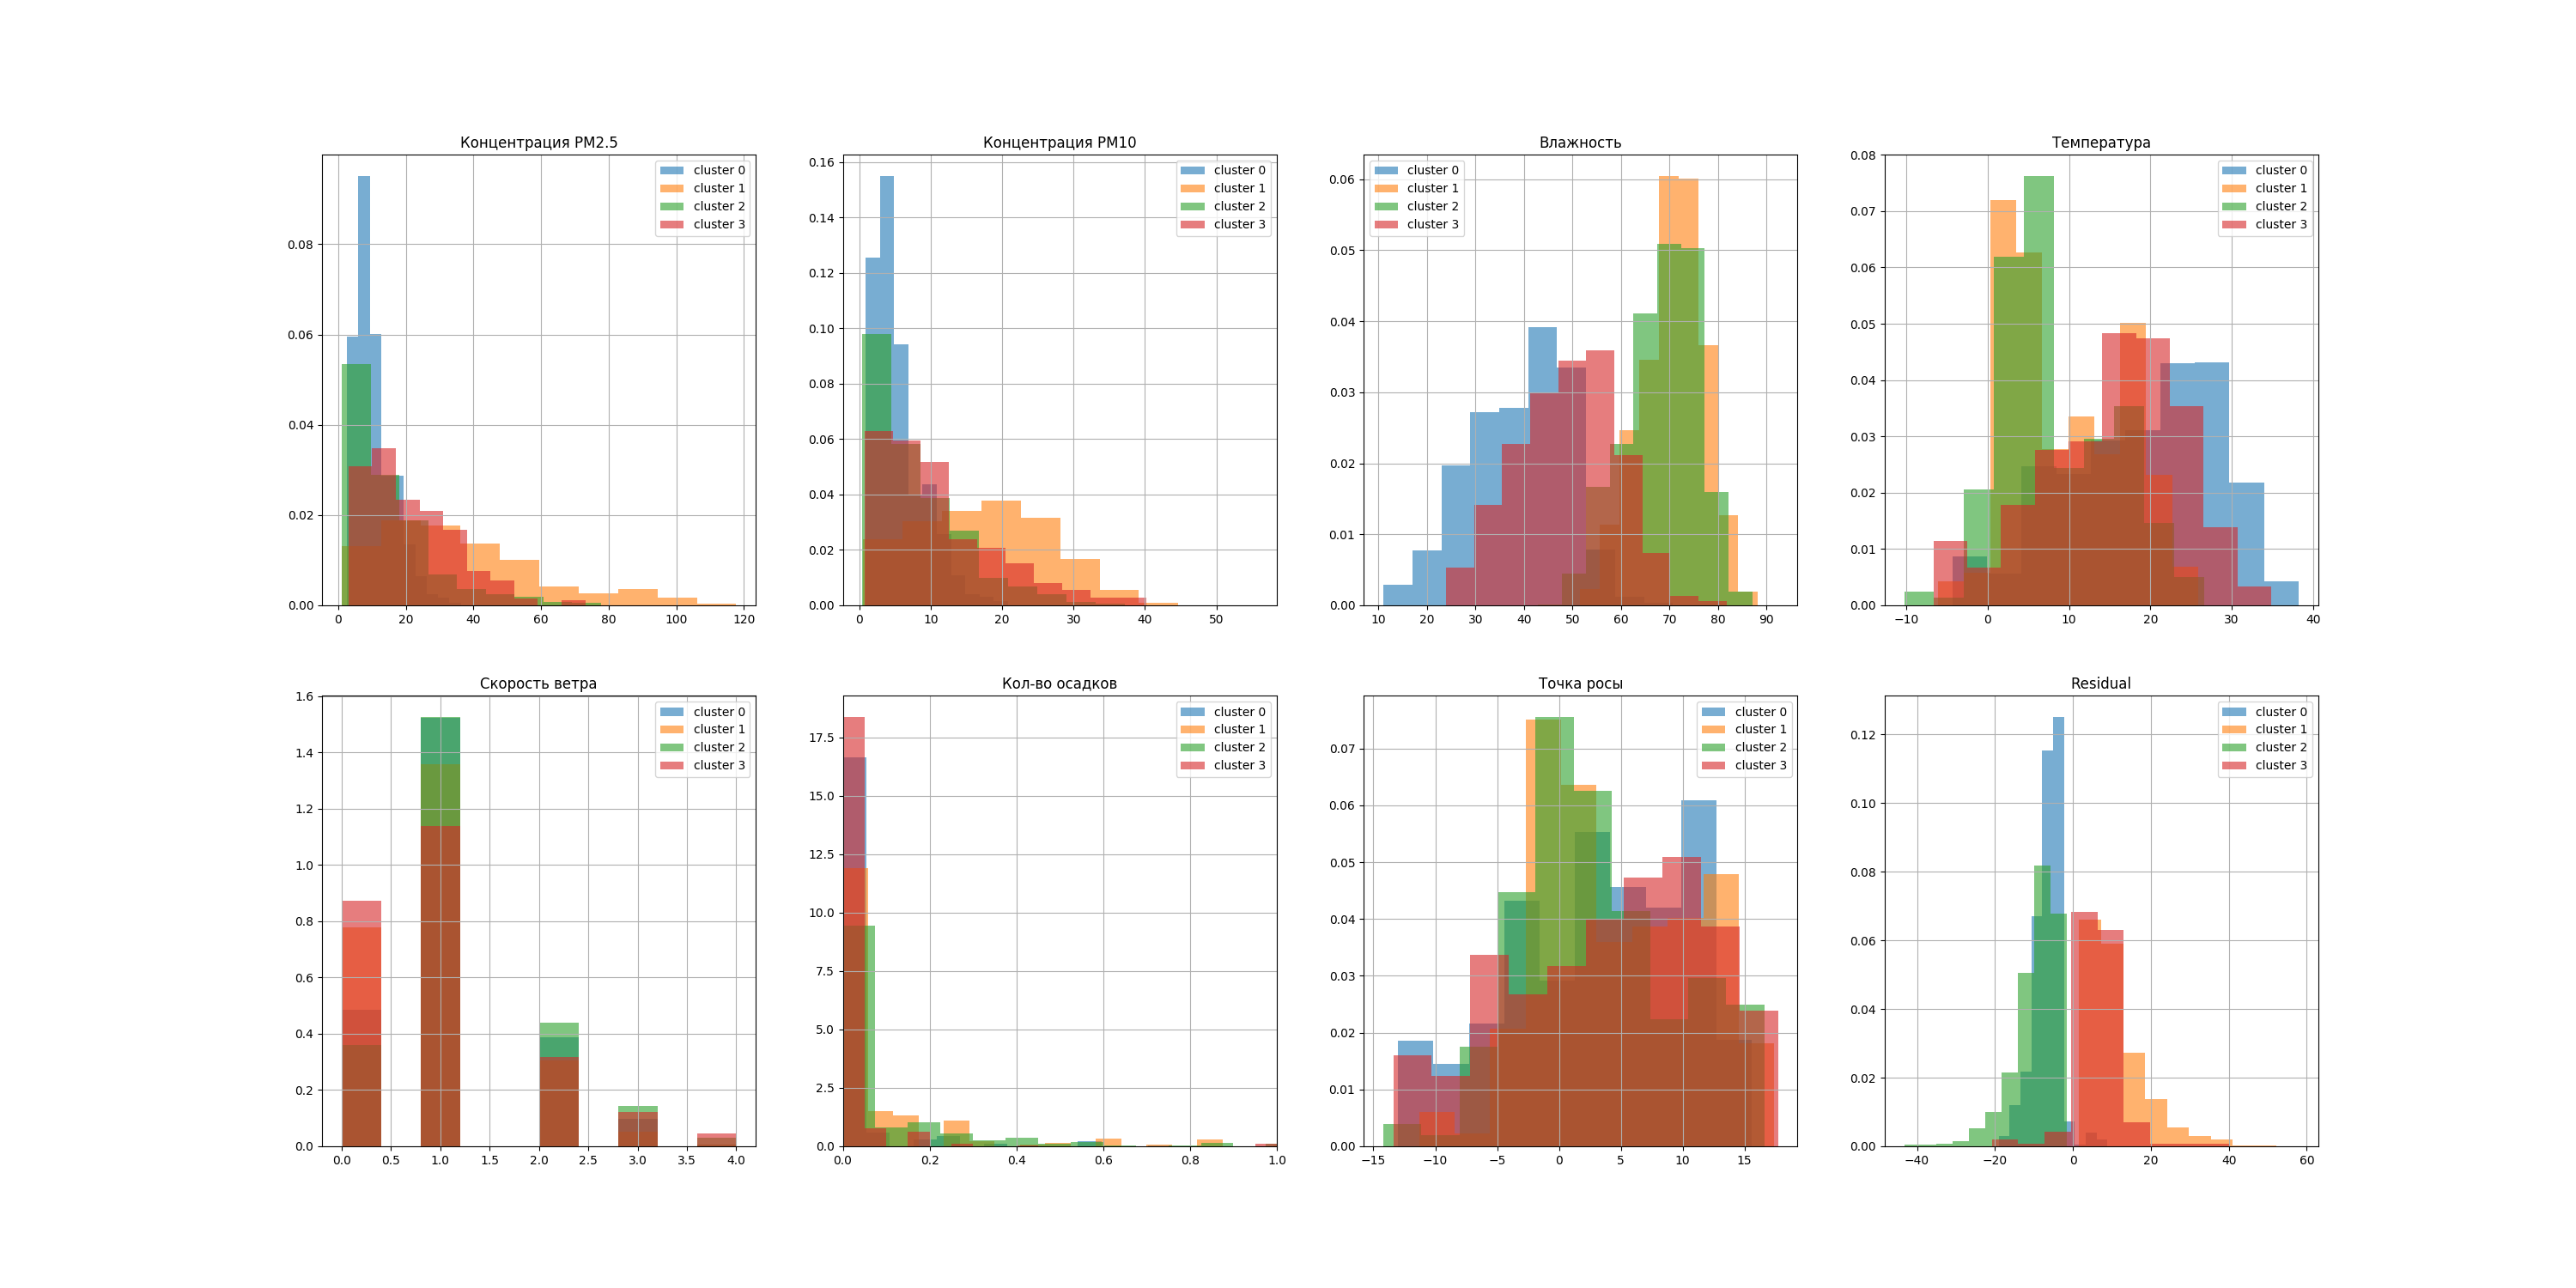 Концентрация PM2.5
cluster 0
cluster 1
cluster 2
cluster 3
0.08
0.06
0.04
0.02
0.00
0 20 40 60 80 100 120
Концентрация PM10
cluster 0
cluster 1
cluster 2
cluster 3
0.16
0.14
0.12
0.10
0.08
0.06
0.04
0.02
0.00
0 10 20 30 40 50
Влажность
cluster 0
cluster 1
cluster 2
cluster 3
0.06
0.05
0.04
0.03
0.02
0.01
0.00
10 20 30 40 50 60 70 80 90
Температура
cluster 0
cluster 1
cluster 2
cluster 3
0.08
0.07
0.06
0.05
0.04
0.03
0.02
0.01
0.00
−10 0 10 20 30 40
Скорость ветра
cluster 0
cluster 1
cluster 2
cluster 3
1.6
1.4
1.2
1.0
0.8
0.6
0.4
0.2
0.0
0.0 0.5 1.0 1.5 2.0 2.5 3.0 3.5 4.0
Кол-во осадков
cluster 0
cluster 1
cluster 2
cluster 3
17.5
15.0
12.5
10.0
7.5
5.0
2.5
0.0
0.0 0.2 0.4 0.6 0.8 1.0
Точка росы
cluster 0
cluster 1
cluster 2
cluster 3
0.07
0.06
0.05
0.04
0.03
0.02
0.01
0.00
−15 −10 −5 0 5 10 15
Residual
cluster 0
cluster 1
cluster 2
cluster 3
0.12
0.10
0.08
0.06
0.04
0.02
0.00
−40 −20 0 20 40 60